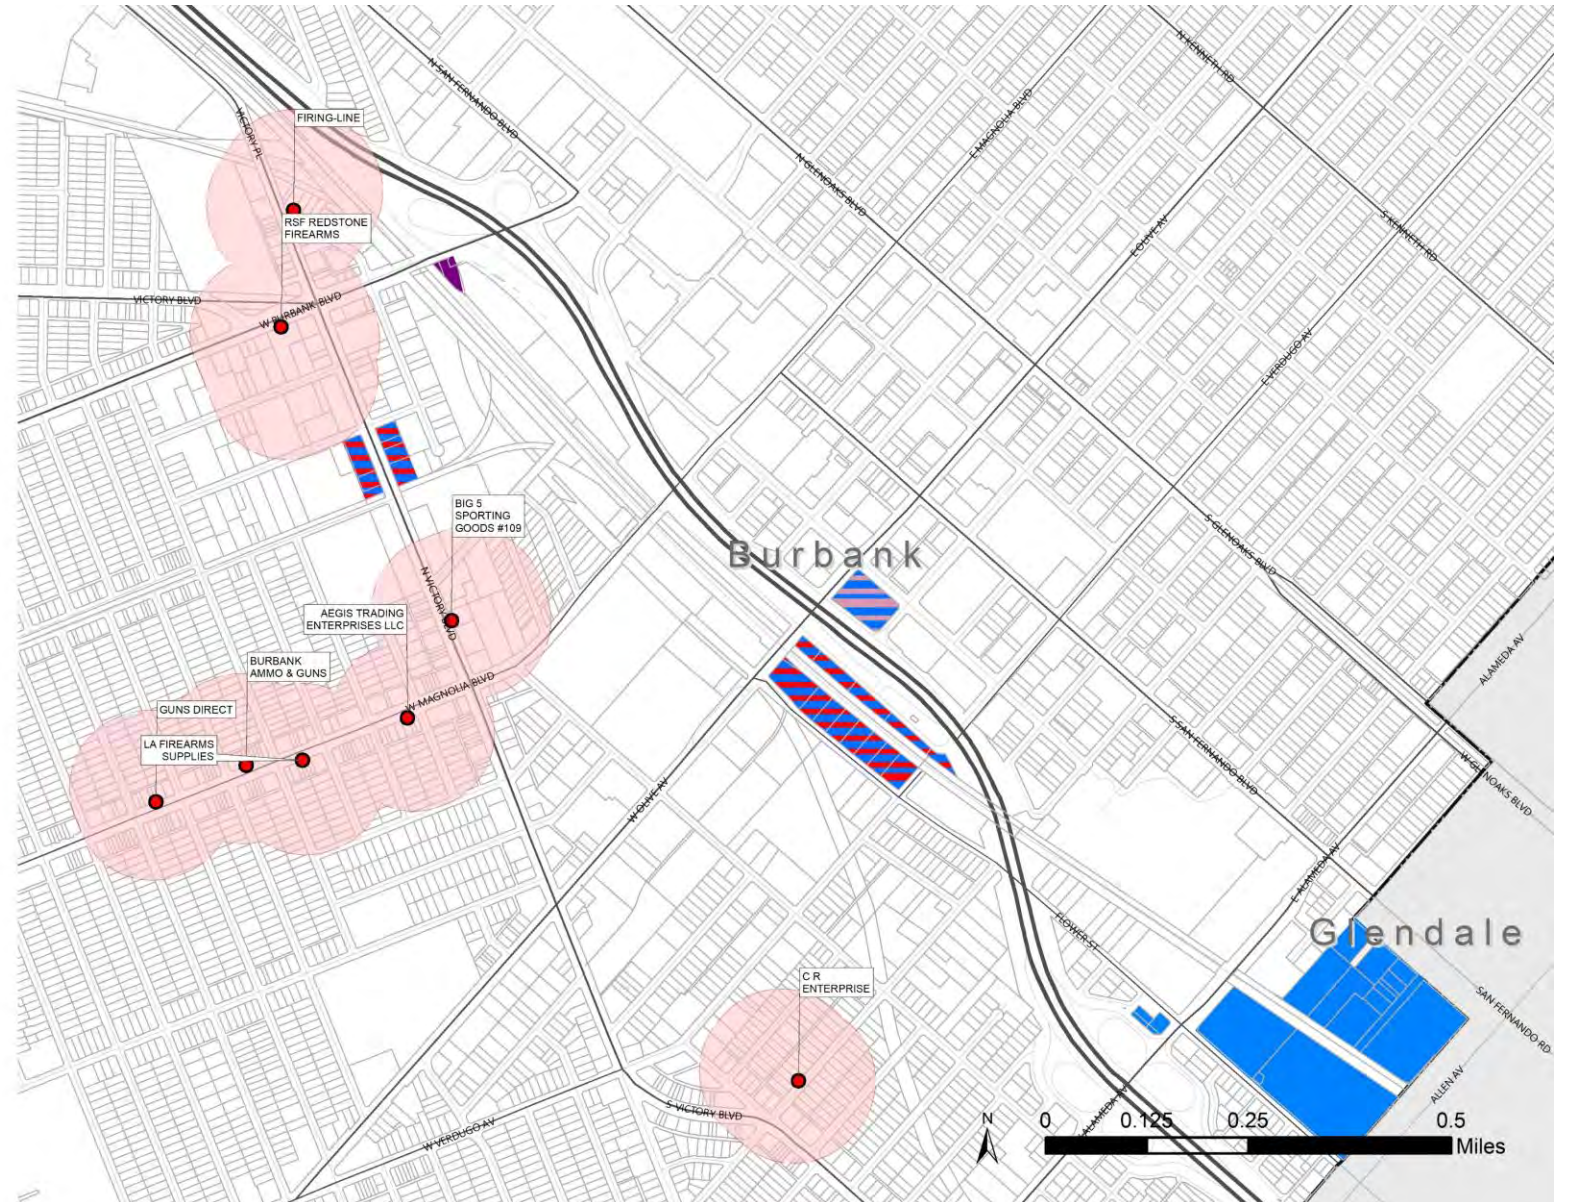 N KENNETH RD
N SAN FERNANDO BLVD
E MAGNOLIA BLVD
VICTORY PL
FIRING-LINE
N GLENOAKS BLVD
RSF REDSTONE
FIREARMS
E OLIVE AV
S KENNETH RD
VICTORY BLVD
W BURBANK BLVD
E VERDUGO AV
BIG 5
SPORTING
GOODS #109
S GLENOAKS BLVD
Burbank
N VICTORY BLVD
AEGIS TRADING
ENTERPRISES LLC
BURBANK
AMMO & GUNS
ALAMEDA AV
W MAGNOLIA BLVD
GUNS DIRECT
LA FIREARMS
SUPPLIES
S SAN FERNANDO BLVD
W GLENOAKS BLVD
W OLIVE AV
E ALAMEDA AV
FLOWER ST
Glendale
C R
ENTERPRISE
SAN FERNANDO RD
ALLEN AV
S VICTORY BLVD
W VERDUGO AV
ALAMEDA AV
N
0 0.125 0.25 0.5
Miles